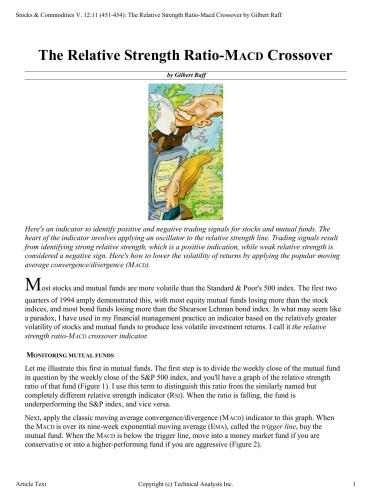 Stocks & Commodities V. 12:11 (451-454): The Relative Strength Ratio-Macd Crossover by Gilbert Raff
The Relative Strength Ratio-MACD Crossover
by Gilbert Raff
Here's an indicator to identify positive and negative trading signals for stocks and mutual funds. The
heart of the indicator involves applying an oscillator to the relative strength line. Trading signals result
from identifying strong relative strength, which is a positive indication, while weak relative strength is
considered a negative sign. Here's how to lower the volatility of returns by applying the popular moving
average convergence/divergence (MACD).
Most stocks and mutual funds are more volatile than the Standard & Poor's 500 index. The first two
quarters of 1994 amply demonstrated this, with most equity mutual funds losing more than the stock
indices, and most bond funds losing more than the Shearson Lehman bond index. In what may seem like
a paradox, I have used in my financial management practice an indicator based on the relatively greater
volatility of stocks and mutual funds to produce less volatile investment returns. I call it the relative
strength ratio-MACD crossover indicator.
MONITORING MUTUAL FUNDS
Let me illustrate this first in mutual funds. The first step is to divide the weekly close of the mutual fund
in question by the weekly close of the S&P 500 index, and you'll have a graph of the relative strength
ratio of that fund (Figure 1). I use this term to distinguish this ratio from the similarly named but
completely different relative strength indicator (RSI). When the ratio is falling, the fund is
underperforming the S&P index, and vice versa.
Next, apply the classic moving average convergence/divergence (MACD) indicator to this graph. When
the MACD is over its nine-week exponential moving average (EMA), called the trigger line, buy the
mutual fund. When the MACD is below the trigger line, move into a money market fund if you are
conservative or into a higher-performing fund if you are aggressive (Figure 2).
Article Text
Copyright (c) Technical Analysis Inc.
1